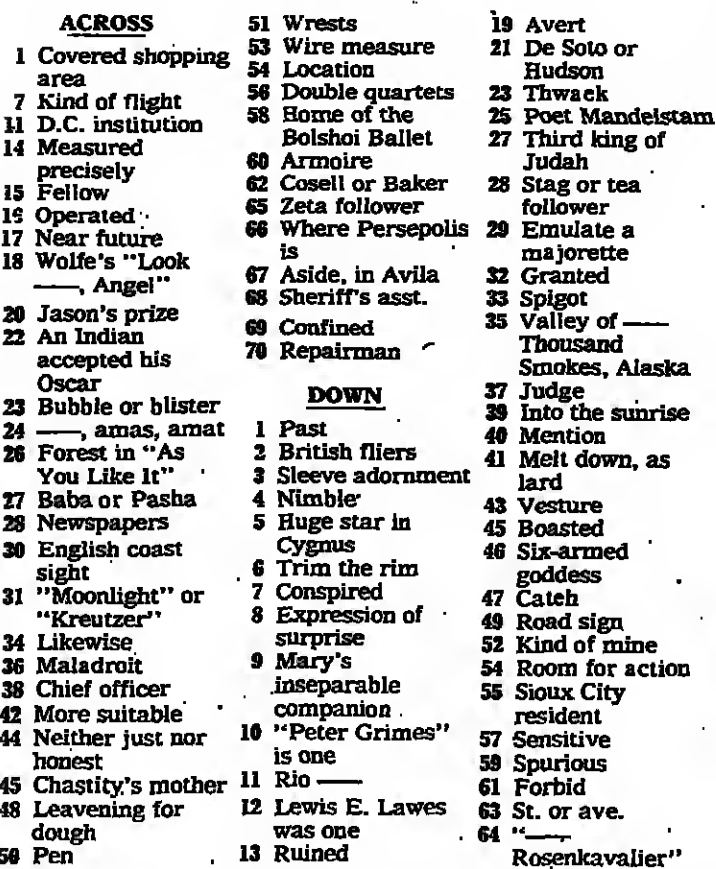 ACROSS
1 Covered shopping
area
7 Kind of flight
11 D.C. institution
14 Measured
precisely
15 Fellow
16 Operated
17 Near future
18 Wolfe's "Look
——, Angel"
20 Jason's prize
22 An Indian
accepted his
Oscar
23 Bubble or blister
24 ——, amas, amat
26 Forest in "As
You Like It"
27 Baba or Pasha
28 Newspapers
30 English coast
sight
31 "Moonlight" or
"Kreutzer"
34 Likewise
36 Maladroit
38 Chief officer
42 More suitable
44 Neither just nor
honest
45 Chastity's mother
48 Leavening for
dough
50 Pen
51 Wrests
53 Wire measure
54 Location
56 Double quartets
58 Home of the
Bolshoi Ballet
60 Armoire
62 Cosell or Baker
65 Zeta follower
66 Where Persepolis
is
67 Aside, in Avila
68 Sheriff's asst.
69 Confined
70 Repairman
DOWN
1 Past
2 British fliers
3 Sleeve adornment
4 Nimble
5 Huge star in
Cygnus
6 Trim the rim
7 Conspired
8 Expression of
surprise
9 Mary's
inseparable
companion
10 "Peter Grimes"
is one
11 Rio ——
12 Lewis E. Lawes
was one
13 Ruined
19 Avert
21 De Soto or
Hudson
23 Thwack
25 Poet Mandelstam
27 Third king of
Judah
28 Stag or tea
follower
29 Emulate a
majorette
32 Granted
33 Spigot
35 Valley of ——
Thousand
Smokes, Alaska
37 Judge
39 Into the sunrise
40 Mention
41 Melt down, as
lard
43 Vesture
45 Boasted
46 Six-armed
goddess
47 Catch
49 Road sign
52 Kind of mine
54 Room for action
55 Sioux City
resident
57 Sensitive
59 Spurious
61 Forbid
63 St. or ave.
64 "——
Rosenkavalier"